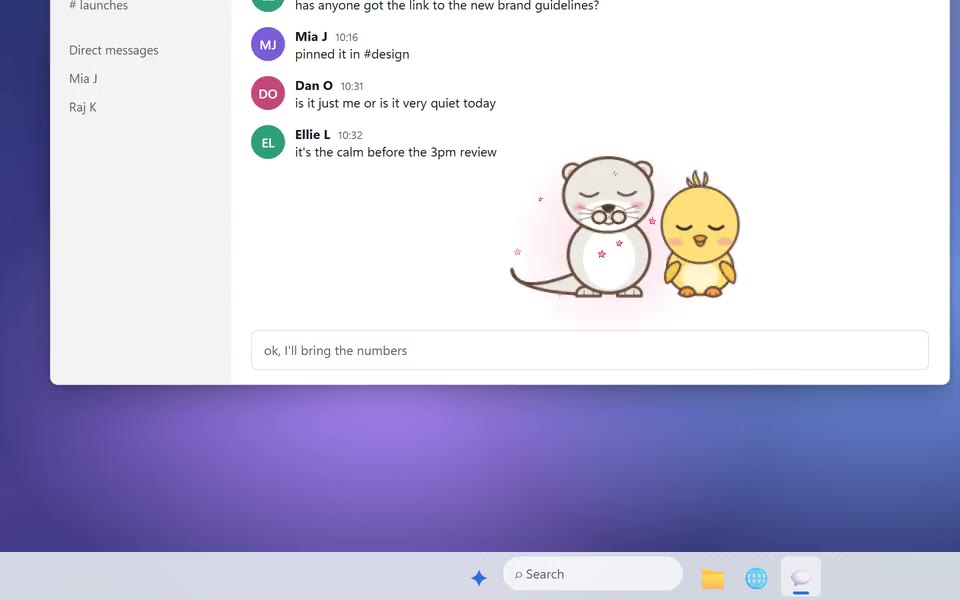 # launches
Direct messages
Mia J
Raj K
has anyone got the link to the new brand guidelines?
MJ
Mia J 10:16
pinned it in #design
DO
Dan O 10:31
is it just me or is it very quiet today
EL
Ellie L 10:32
it's the calm before the 3pm review
ok, I'll bring the numbers
Search